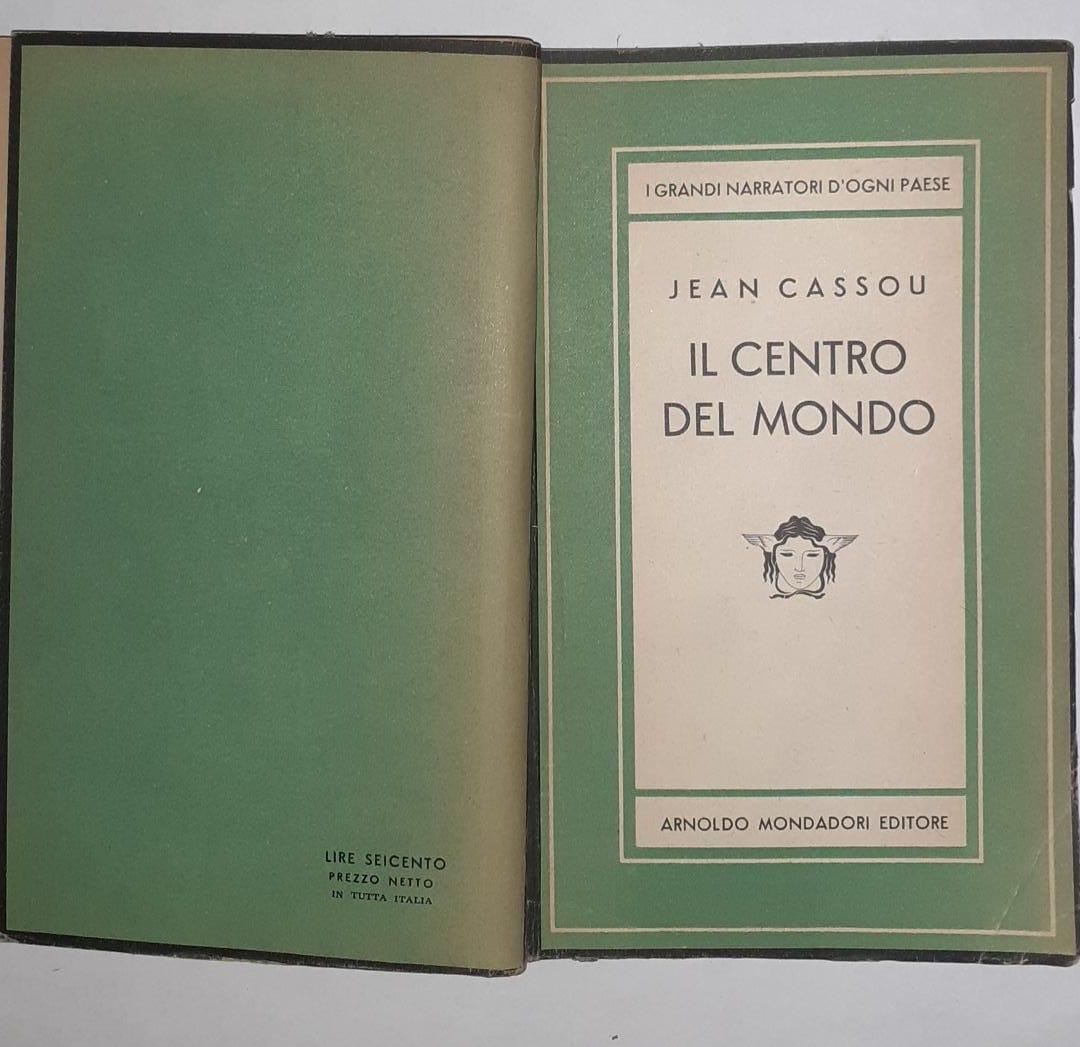 LIRE SEICENTO
PREZZO NETTO
IN TUTTA ITALIA
I GRANDI NARRATORI D'OGNI PAESE
JEAN CASSOU
IL CENTRO
DEL MONDO
ARNOLDO MONDADORI EDITORE